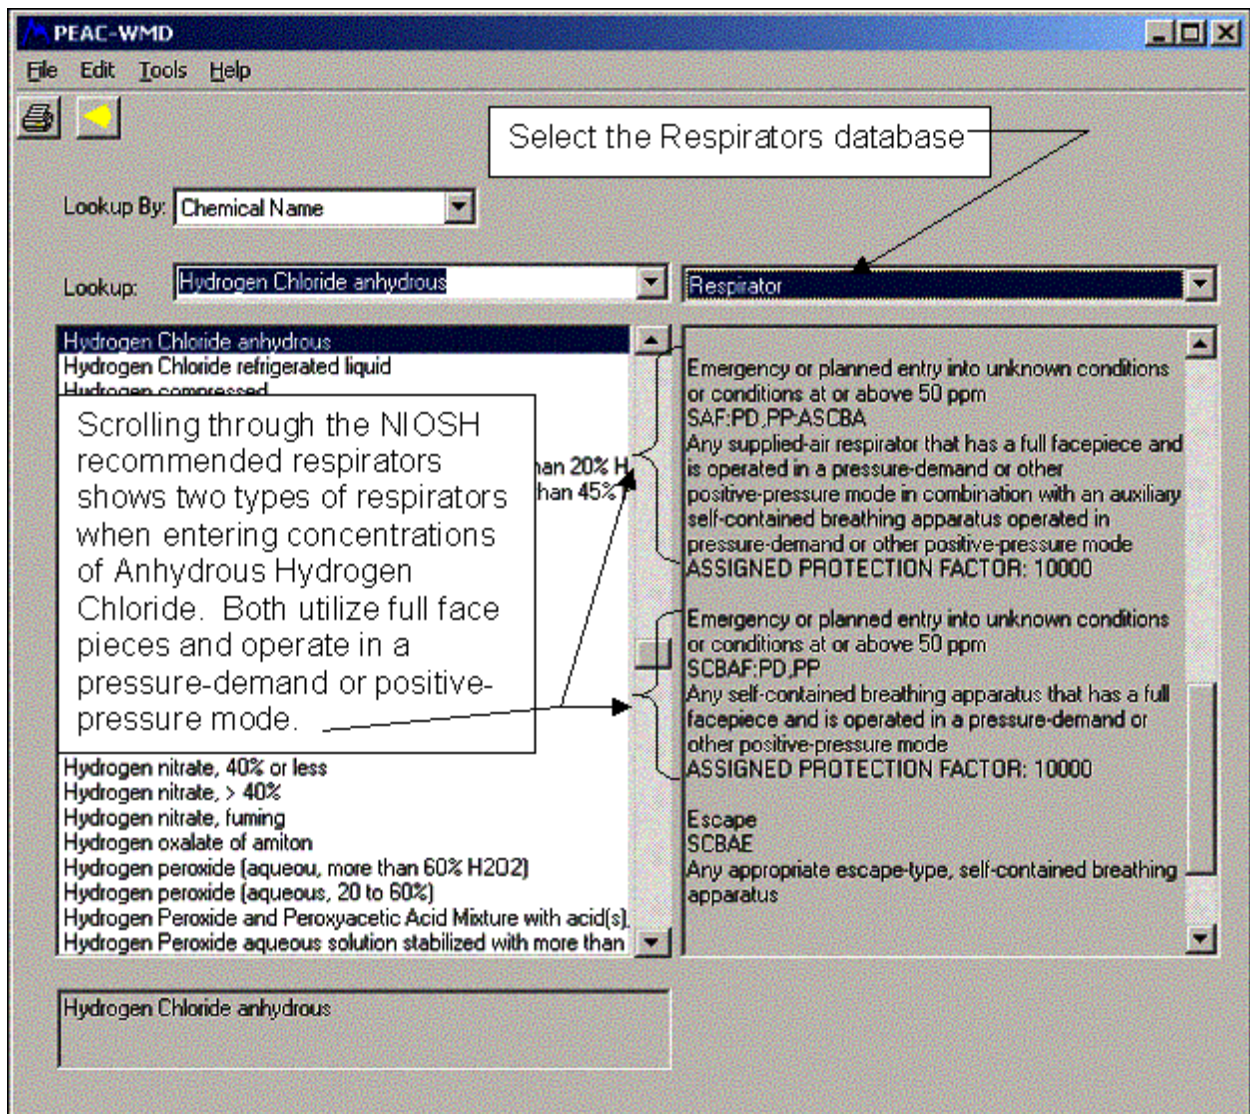 PEAC-WMD
File Edit Tools Help
Select the Respirators database
Lookup By: Chemical Name
Lookup: Hydrogen Chloride anhydrous
Respirator
Hydrogen Chloride anhydrous
Hydrogen Chloride refrigerated liquid
Hydrogen compressed
han 20% H
than 45%
Scrolling through the NIOSH
recommended respirators
shows two types of respirators
when entering concentrations
of Anhydrous Hydrogen
Chloride. Both utilize full face
pieces and operate in a
pressure-demand or positive-
pressure mode.
Hydrogen nitrate, 40% or less
Hydrogen nitrate, > 40%
Hydrogen nitrate, fuming
Hydrogen oxalate of amiton
Hydrogen peroxide (aqueou, more than 60% H2O2)
Hydrogen peroxide (aqueous, 20 to 60%)
Hydrogen Peroxide and Peroxyacetic Acid Mixture with acid(s),
Hydrogen Peroxide aqueous solution stabilized with more than
Emergency or planned entry into unknown conditions
or conditions at or above 50 ppm
SAF:PD,PP:ASCBA
Any supplied-air respirator that has a full facepiece and
is operated in a pressure-demand or other
positive-pressure mode in combination with an auxiliary
self-contained breathing apparatus operated in
pressure-demand or other positive-pressure mode
ASSIGNED PROTECTION FACTOR: 10000
Emergency or planned entry into unknown conditions
or conditions at or above 50 ppm
SCBAF:PD,PP
Any self-contained breathing apparatus that has a full
facepiece and is operated in a pressure-demand or
other positive-pressure mode
ASSIGNED PROTECTION FACTOR: 10000
Escape
SCBAE
Any appropriate escape-type, self-contained breathing
apparatus
Hydrogen Chloride anhydrous